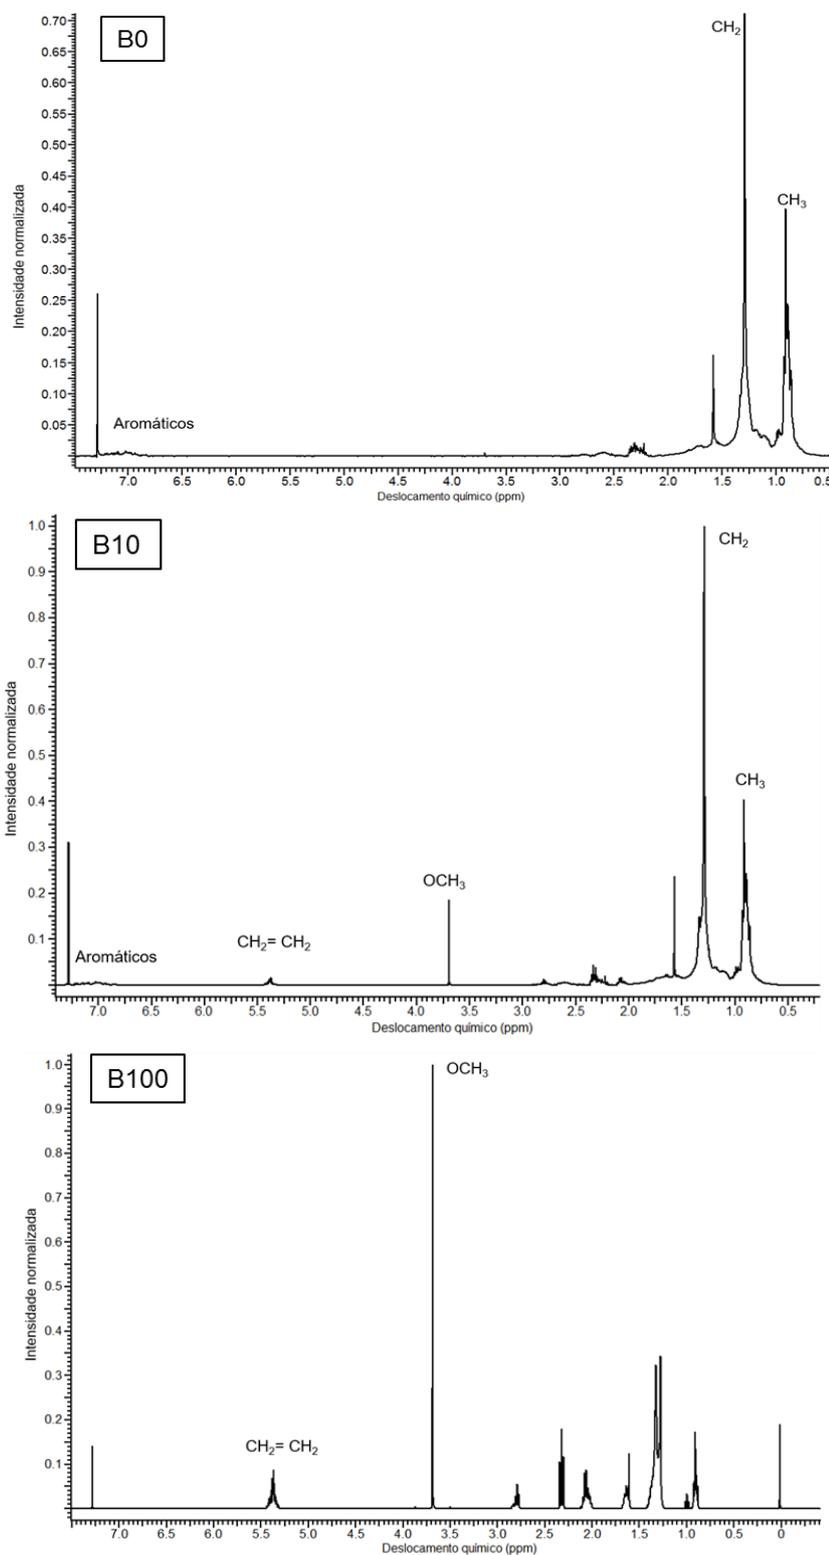 B0
Intensidade normalizada
0.70
0.65
0.60
0.55
0.50
0.45
0.40
0.35
0.30
0.25
0.20
0.15
0.10
0.05
CH₂
CH₃
Aromáticos
7.0 6.5 6.0 5.5 5.0 4.5 4.0 3.5 3.0 2.5 2.0 1.5 1.0 0.5
Deslocamento químico (ppm)
B10
Intensidade normalizada
1.0
0.9
0.8
0.7
0.6
0.5
0.4
0.3
0.2
0.1
CH₂
CH₃
OCH₃
CH₂= CH₂
Aromáticos
7.0 6.5 6.0 5.5 5.0 4.5 4.0 3.5 3.0 2.5 2.0 1.5 1.0 0.5
Deslocamento químico (ppm)
B100
Intensidade normalizada
1.0
0.9
0.8
0.7
0.6
0.5
0.4
0.3
0.2
0.1
OCH₃
CH₂= CH₂
7.0 6.5 6.0 5.5 5.0 4.5 4.0 3.5 3.0 2.5 2.0 1.5 1.0 0.5 0
Deslocamento químico (ppm)